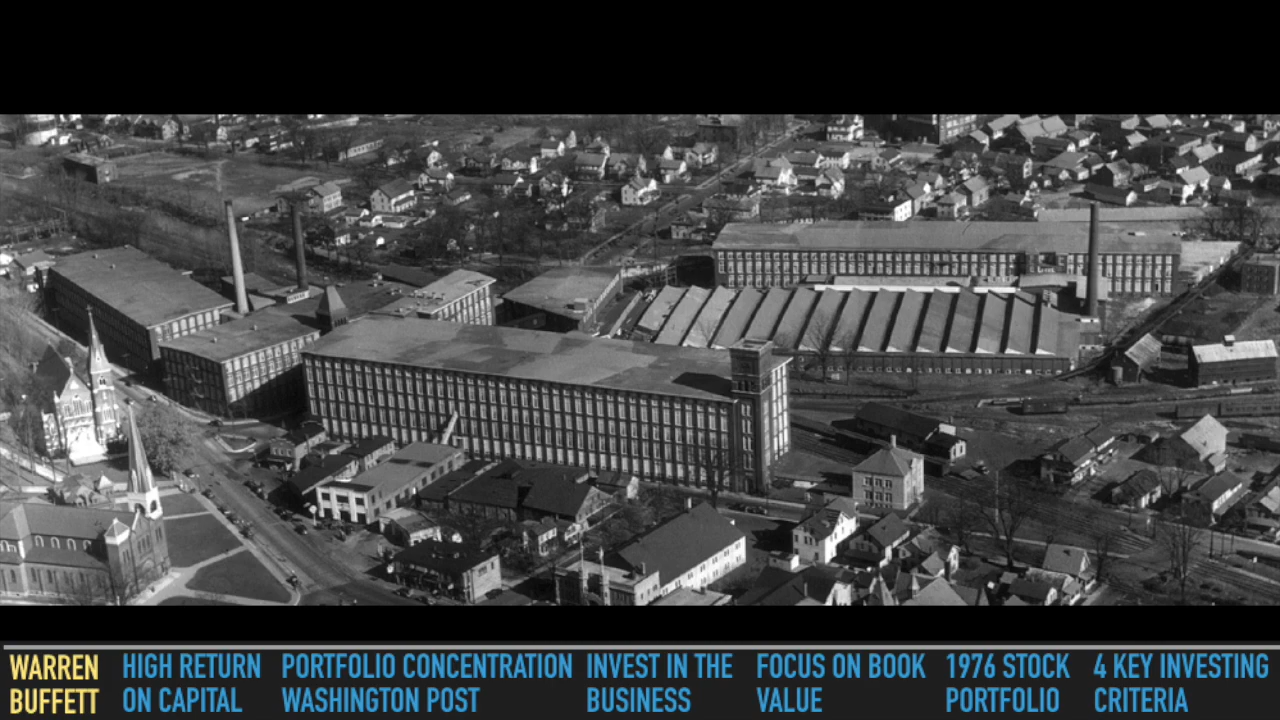 WARREN
BUFFETT
HIGH RETURN
ON CAPITAL
PORTFOLIO CONCENTRATION
WASHINGTON POST
INVEST IN THE
BUSINESS
FOCUS ON BOOK
VALUE
1976 STOCK
PORTFOLIO
4 KEY INVESTING
CRITERIA